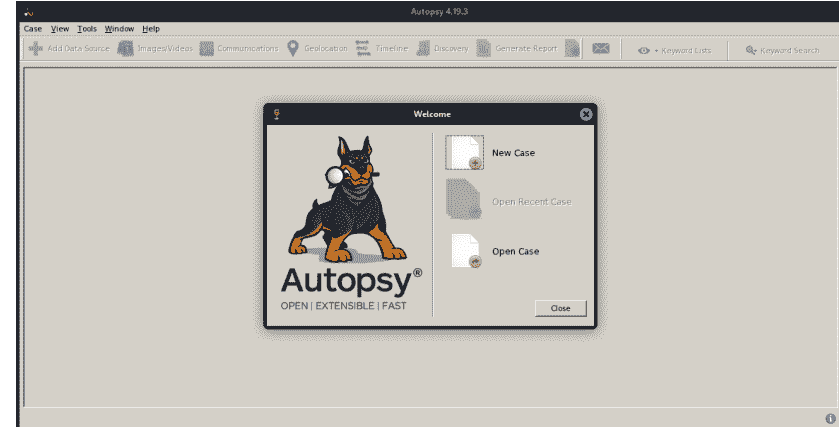 Autopsy 4.19.3
Case View Tools Window Help
Add Data Source Images/Videos Communications Geolocation Timeline Discovery Generate Report Keyword Lists Keyword Search
Welcome
New Case
Open Recent Case
Open Case
Autopsy®
OPEN | EXTENSIBLE | FAST
Close